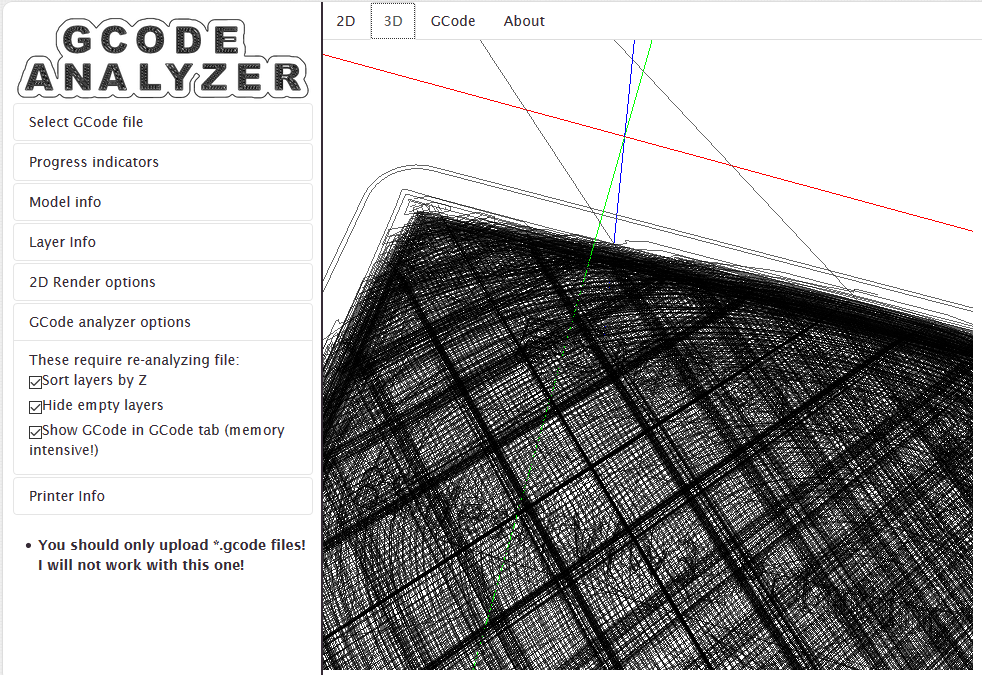 GCODE
ANALYZER
Select GCode file
Progress indicators
Model info
Layer Info
2D Render options
GCode analyzer options
These require re-analyzing file:
Sort layers by Z
Hide empty layers
Show GCode in GCode tab (memory
intensive!)
Printer Info
You should only upload *.gcode files!
I will not work with this one!
2D 3D GCode About